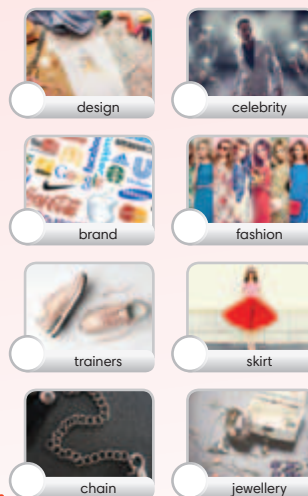 design
celebrity
brand
fashion
trainers
skirt
chain
jewellery